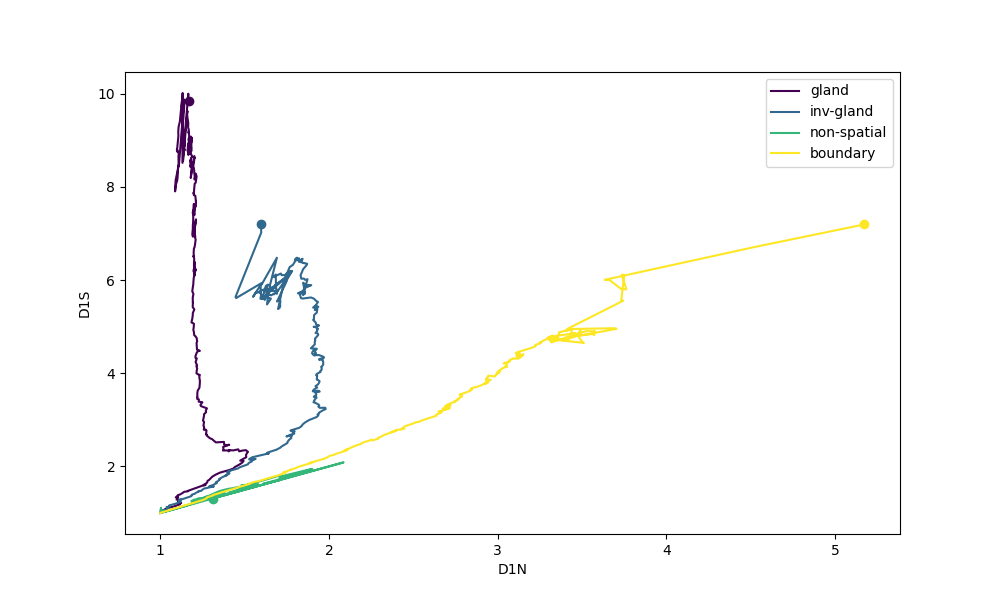 gland
inv-gland
non-spatial
boundary
10
8
6
4
2
D1S
1
2
3
4
5
D1N